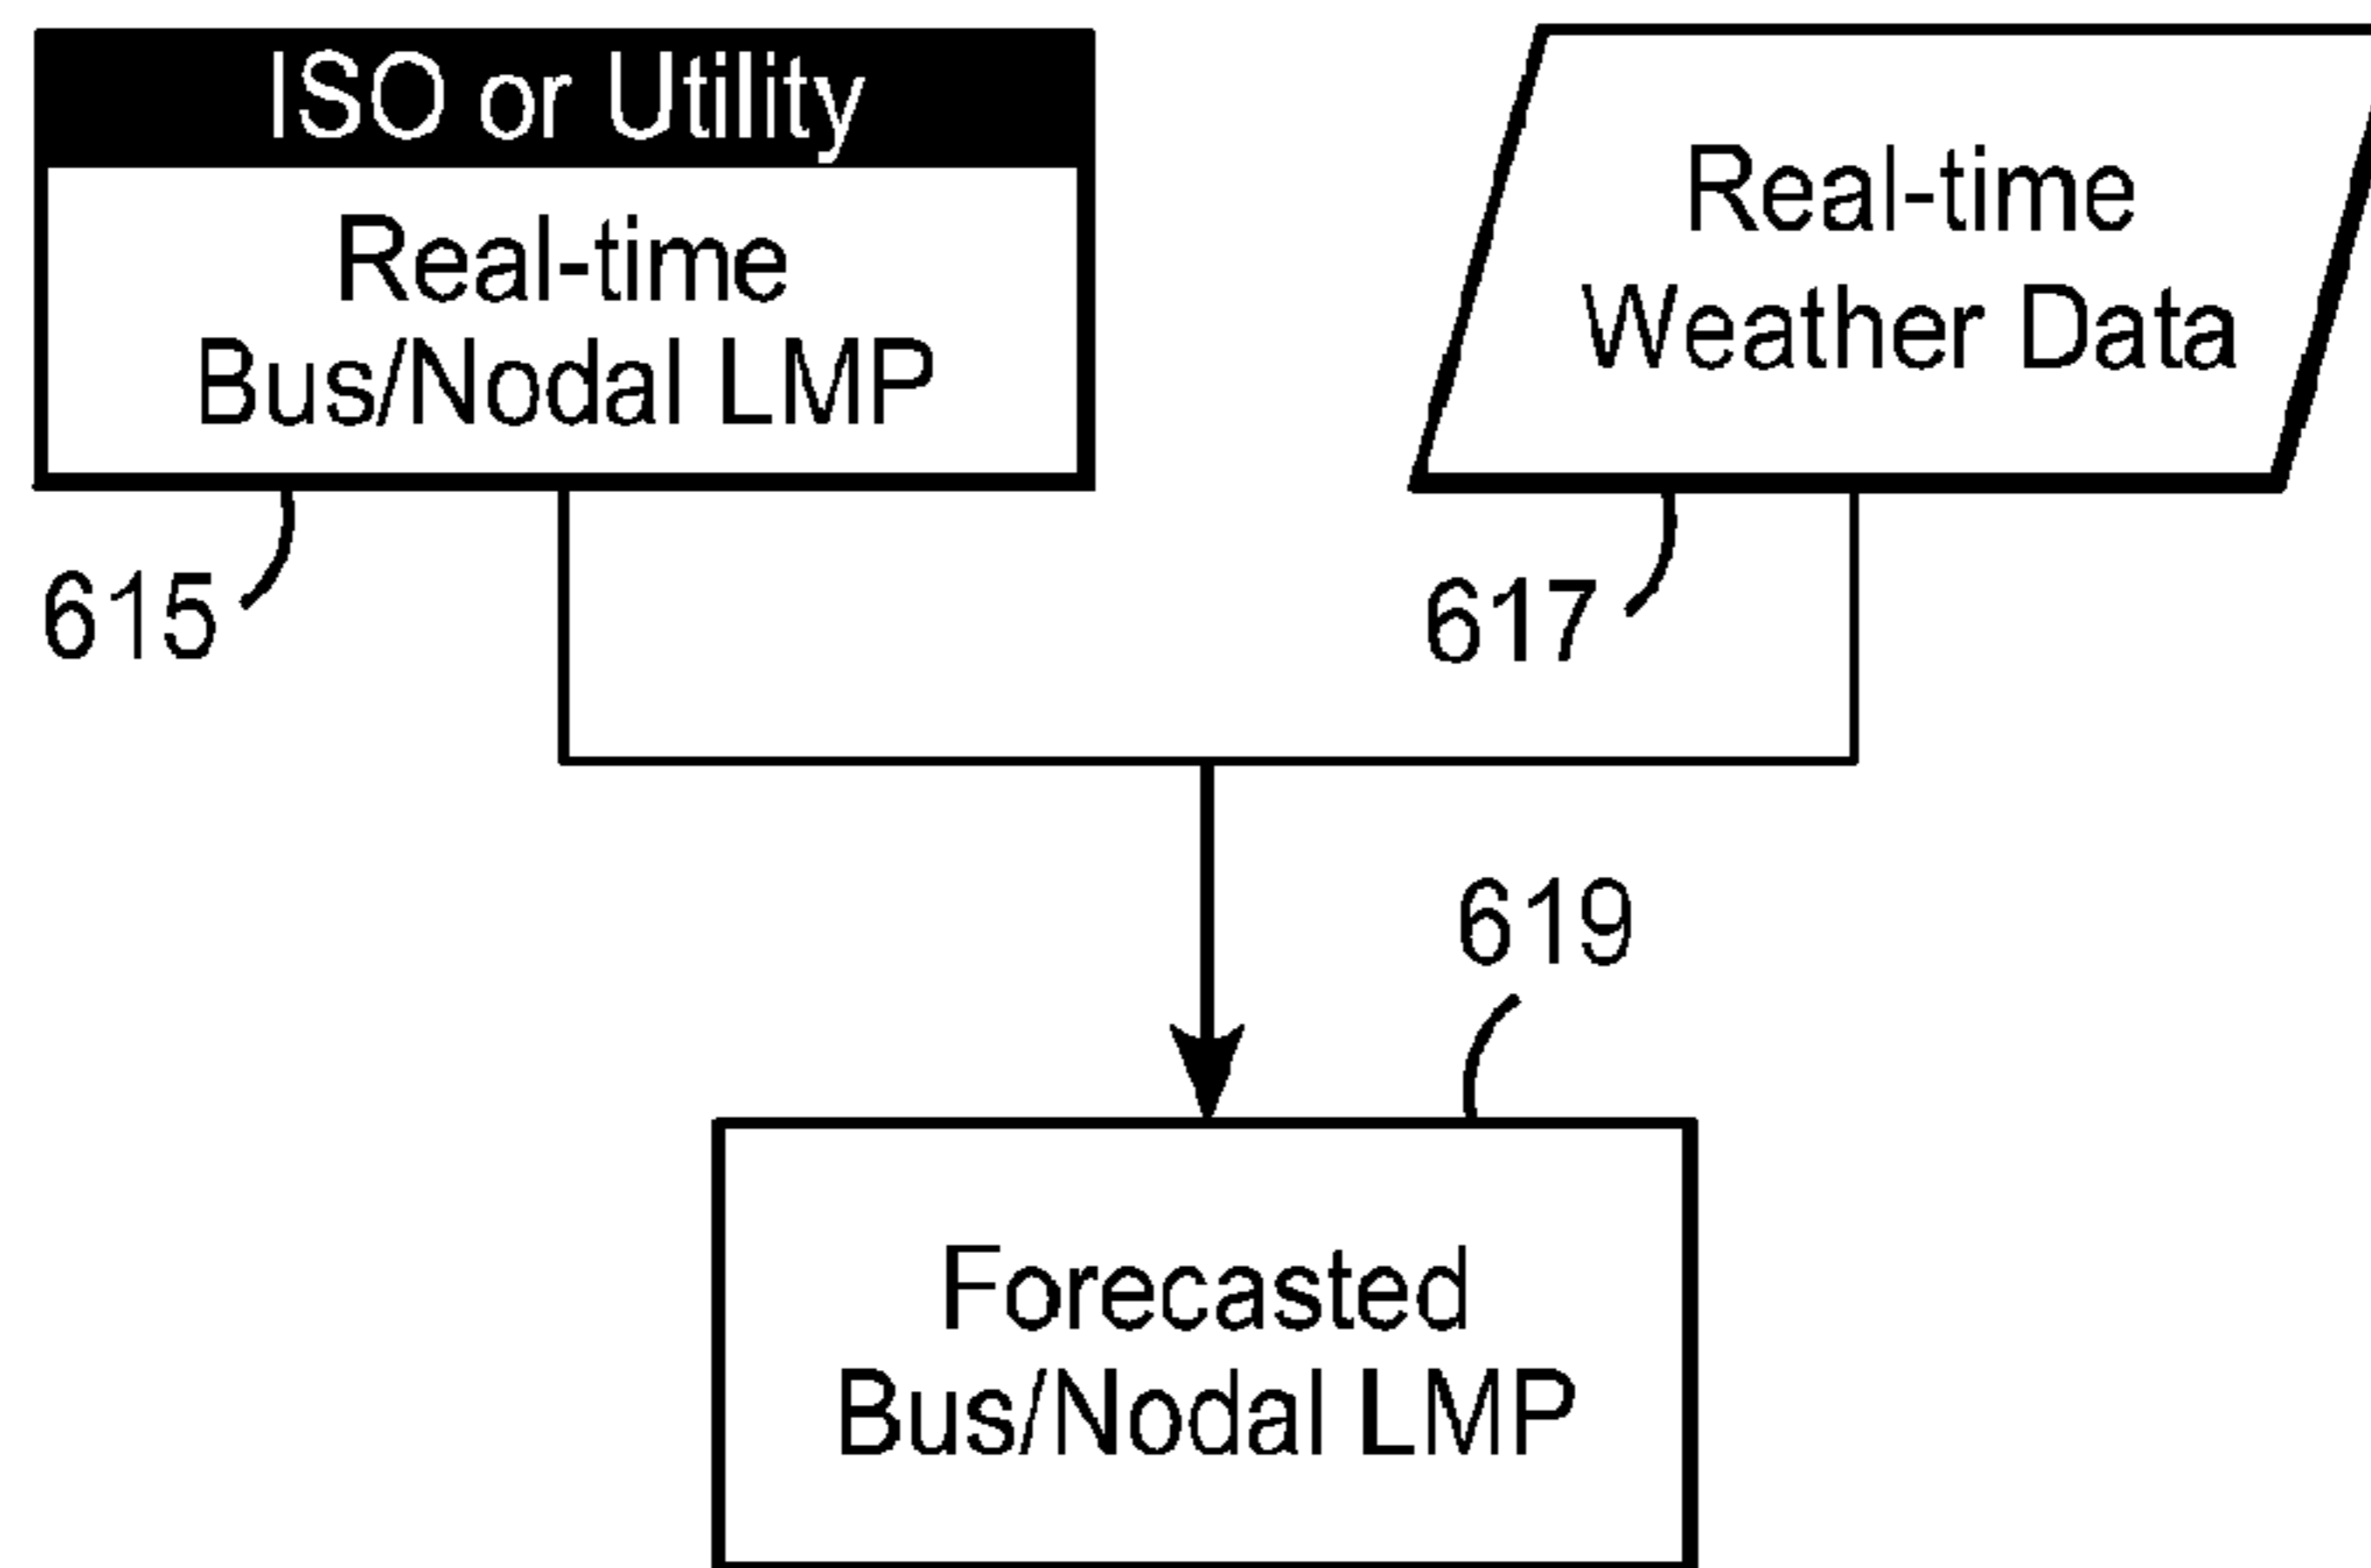 ISO or Utility
Real-time
Bus/Nodal LMP
Real-time
Weather Data
615
617
619
Forecasted
Bus/Nodal LMP